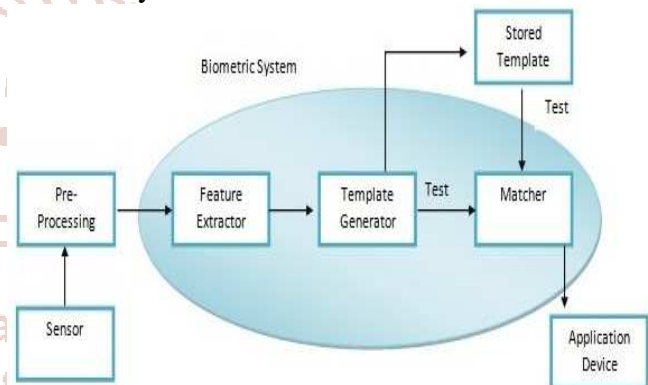 Stored
Template
Biometric System
Test
Pre-
Processing
Feature
Extractor
Template
Generator
Test
Matcher
Sensor
Application
Device